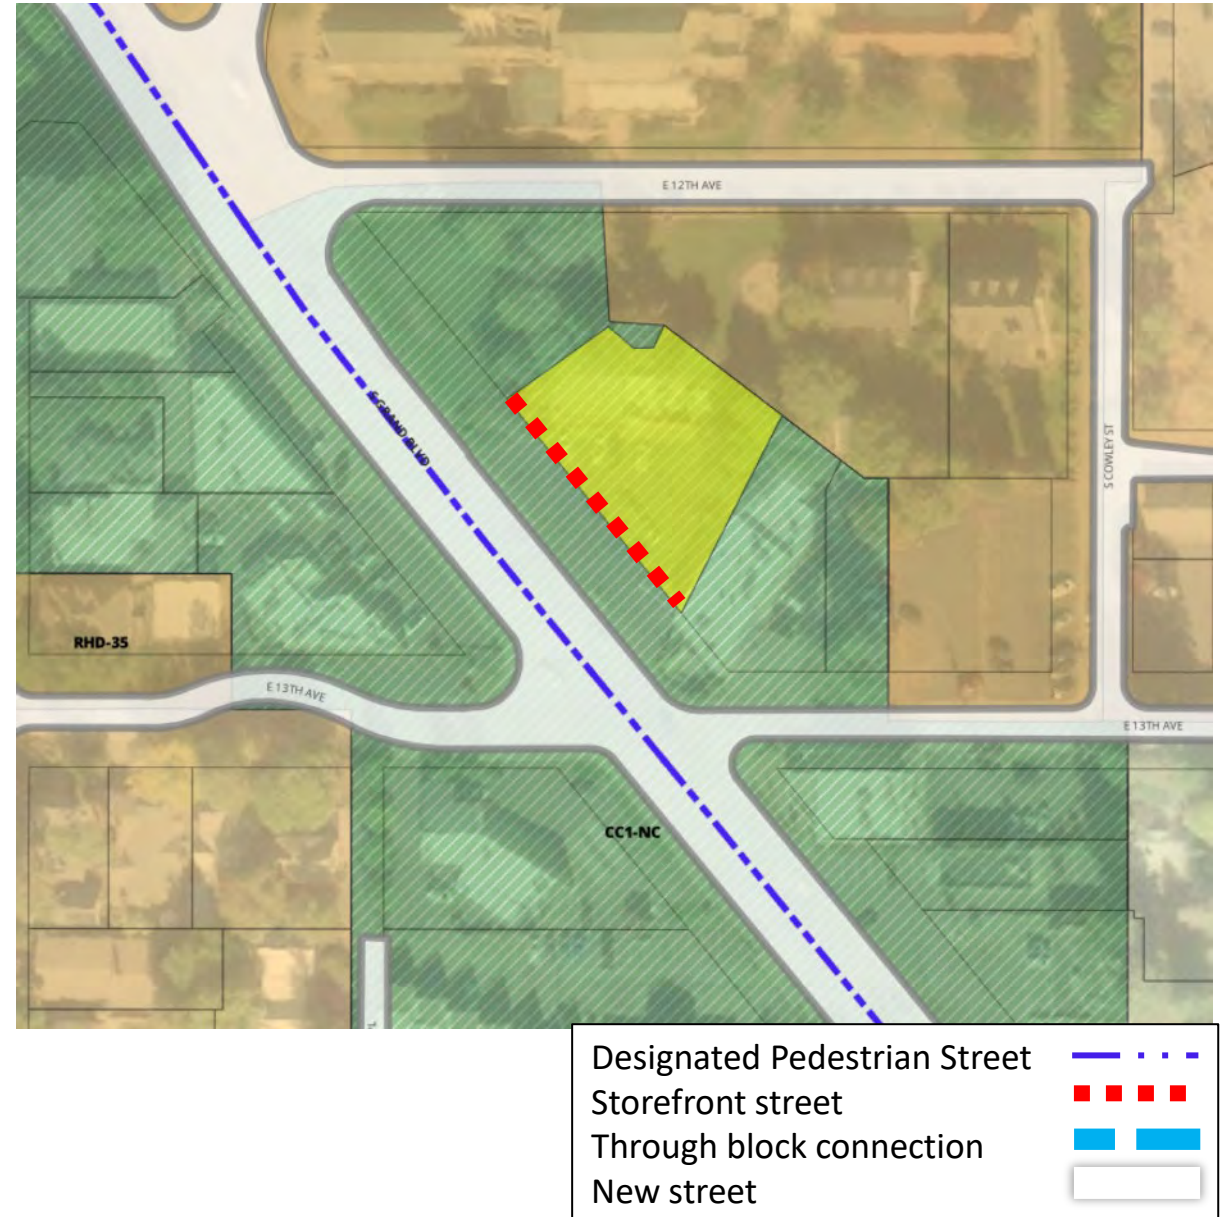 E 12TH AVE
S GRAND BLVD
S COWLEY ST
RHD-35
E 13TH AVE
E 13TH AVE
CC1-NC
Designated Pedestrian Street
Storefront street
Through block connection
New street